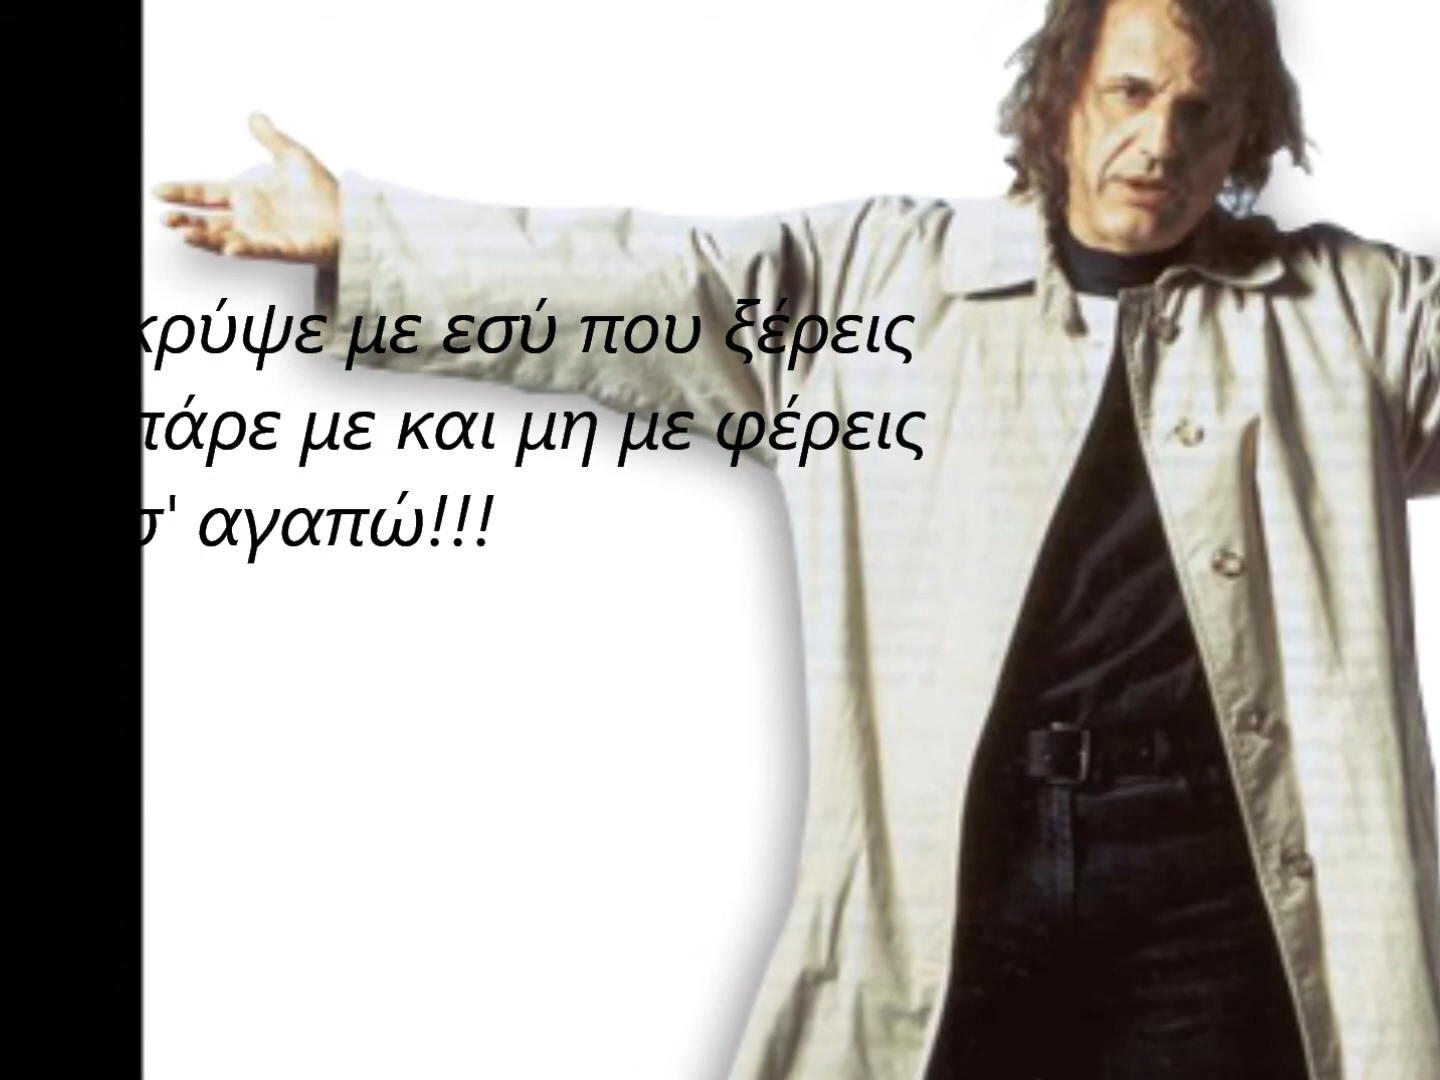 κρύψε με εσύ που ξέρεις
πάρε με και μη με φέρεις
σ' αγαπώ!!!